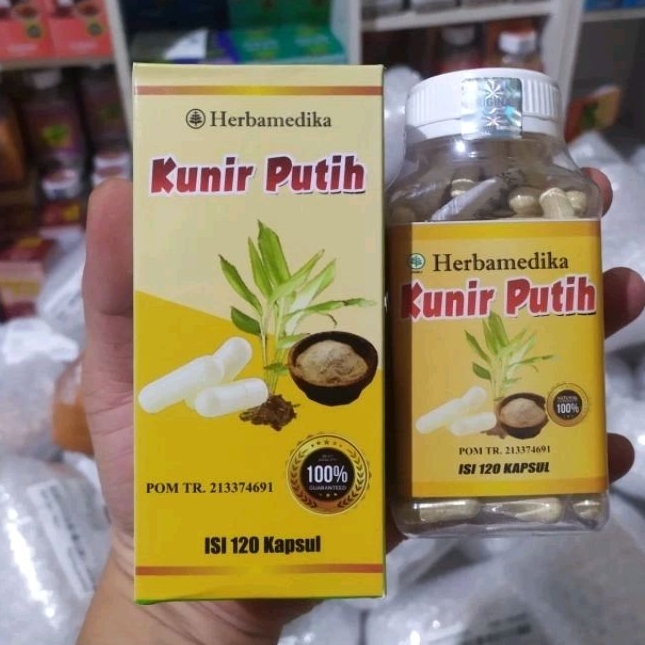 Herbamedika
Kunir Putih
POM TR. 213374691
100%
GUARANTEED
ISI 120 Kapsul
Herbamedika
Kunir Putih
100%
POM TR. 213374691
ISI 120 KAPSUL